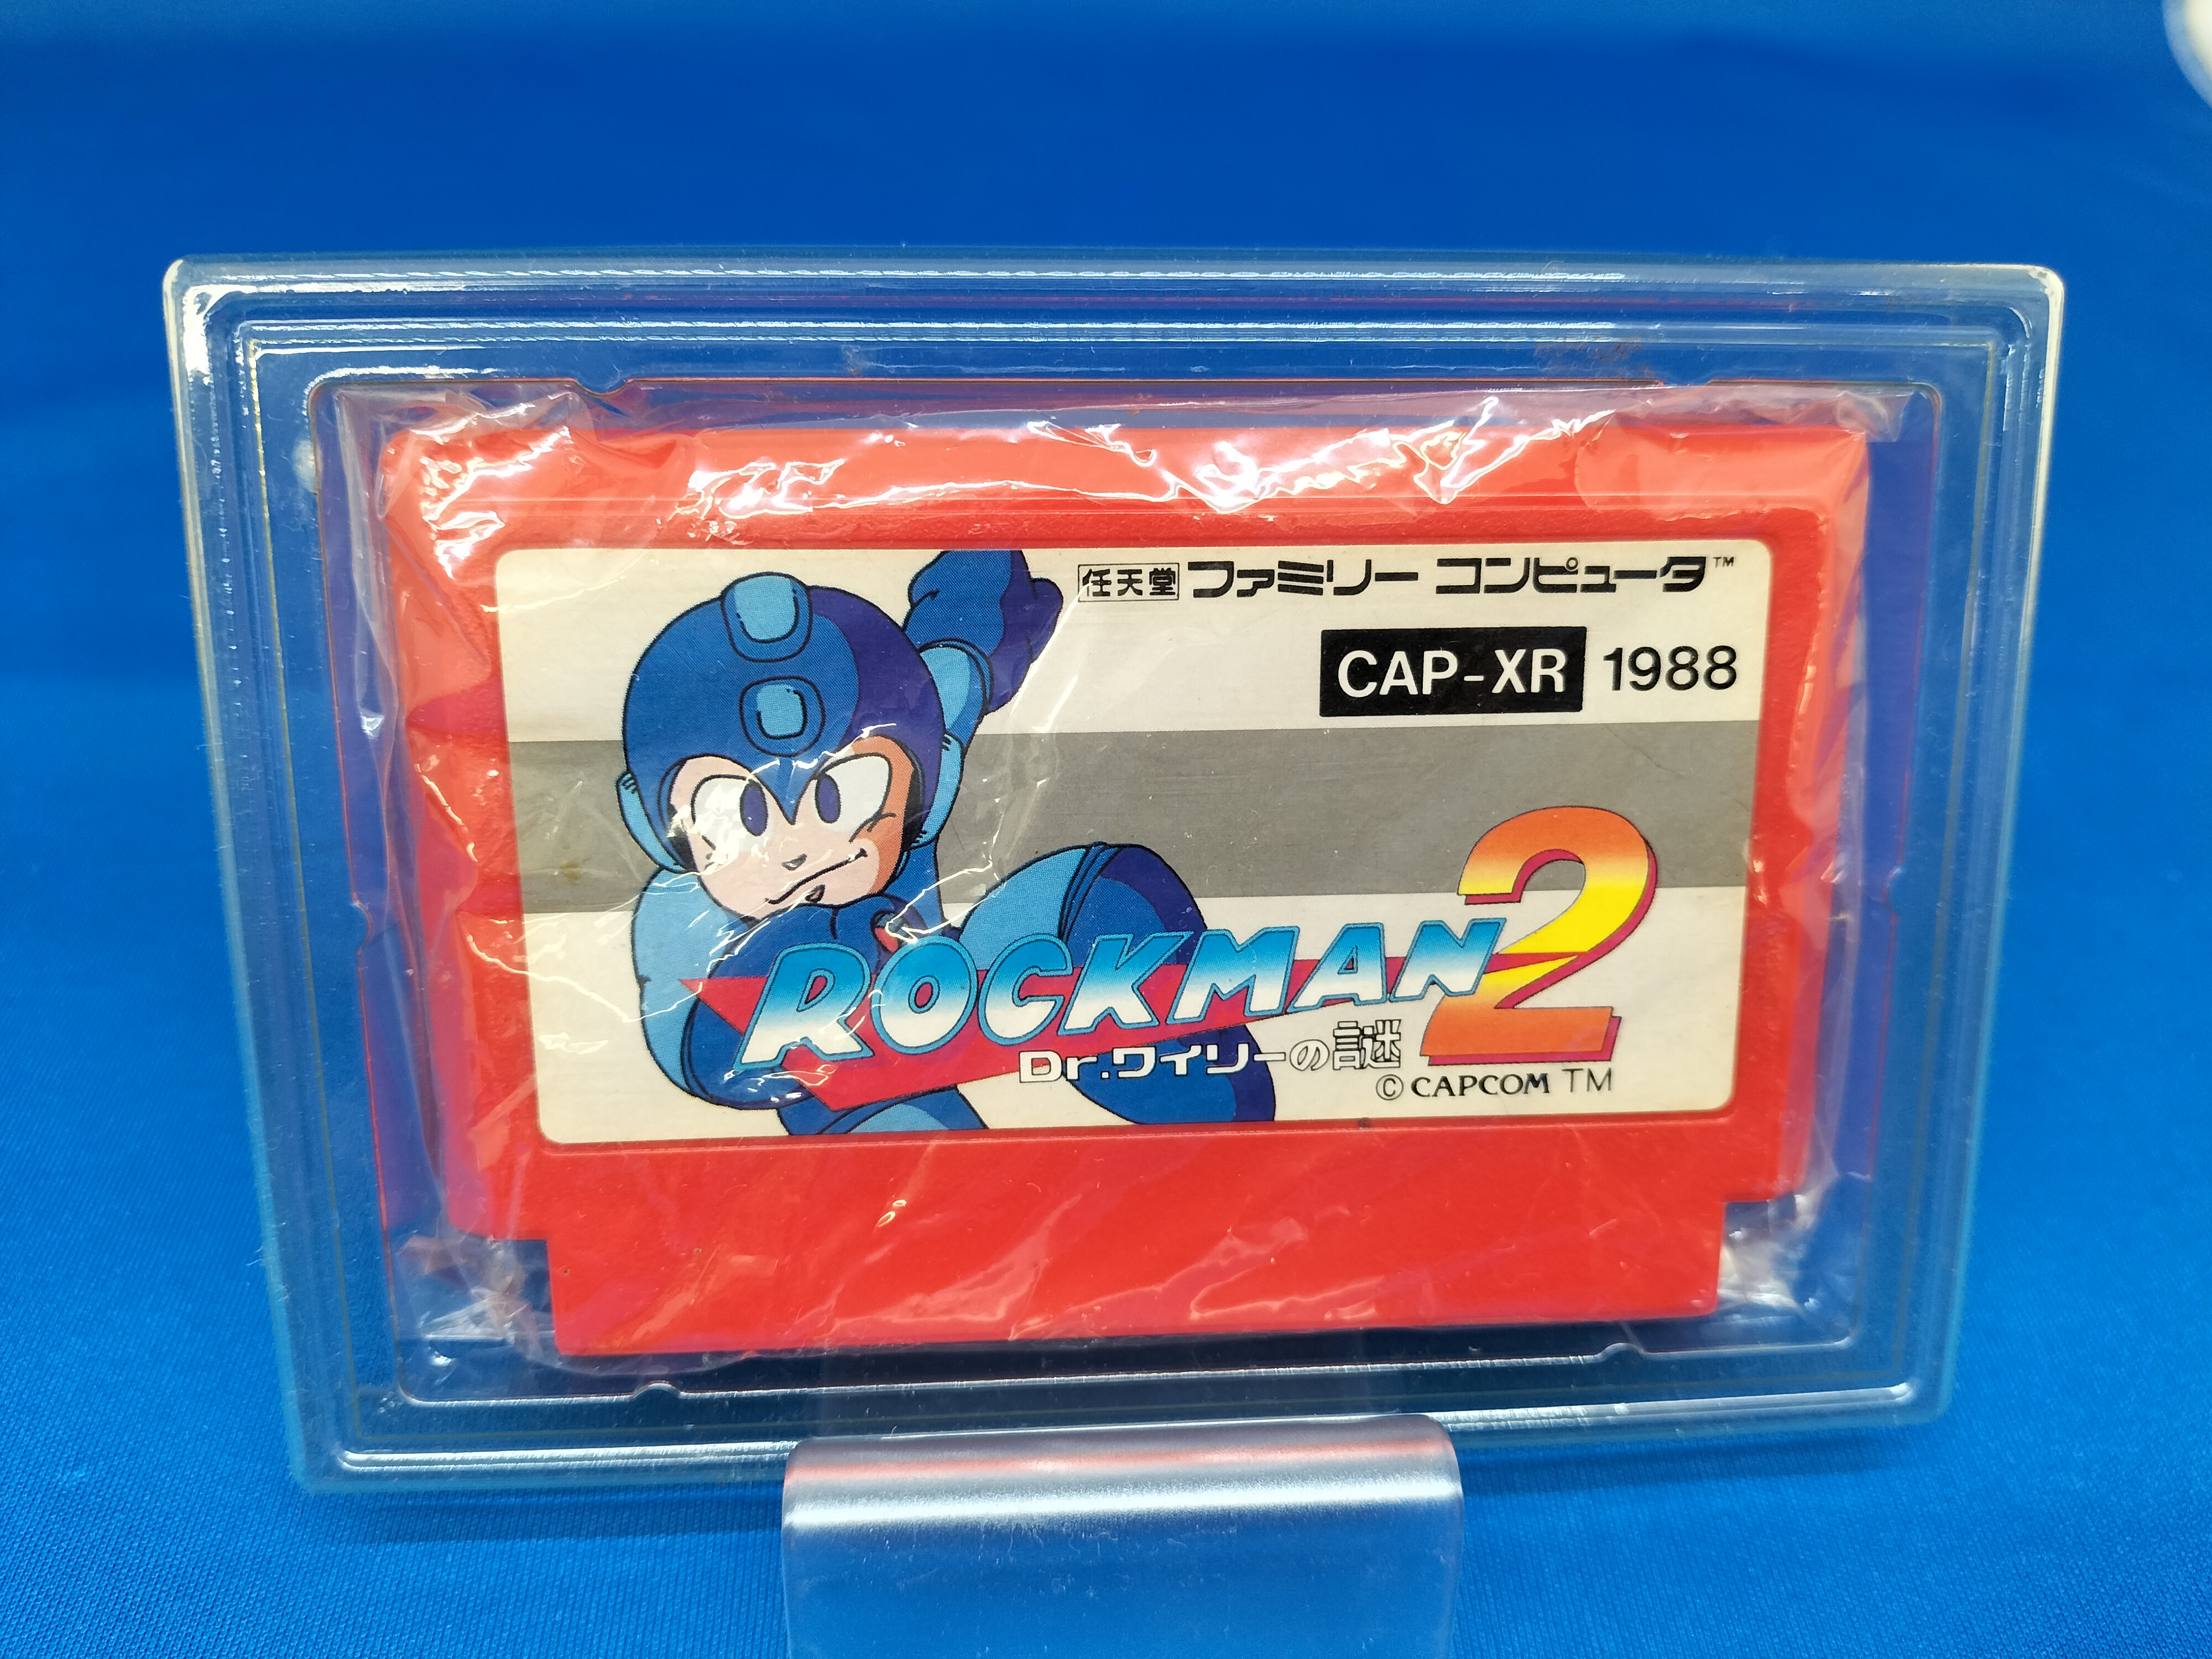 任天堂 ファミリー コンピュータ™
CAP-XR 1988
ROCKMAN 2
Dr.ワイリーの謎
© CAPCOM TM